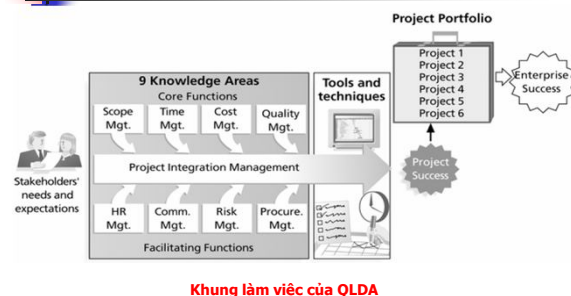 Project Portfolio
Project 1
Project 2
Project 3
Project 4
Project 5
Project 6
Enterprise
Success
9 Knowledge Areas
Core Functions
Tools and
techniques
Scope
Mgt.
Time
Mgt.
Cost
Mgt.
Quality
Mgt.
Project Integration Management
Project
Success
Stakeholders'
needs and
expectations
HR
Mgt.
Comm.
Mgt.
Risk
Mgt.
Procure.
Mgt.
Facilitating Functions
Khung làm việc của QLDA